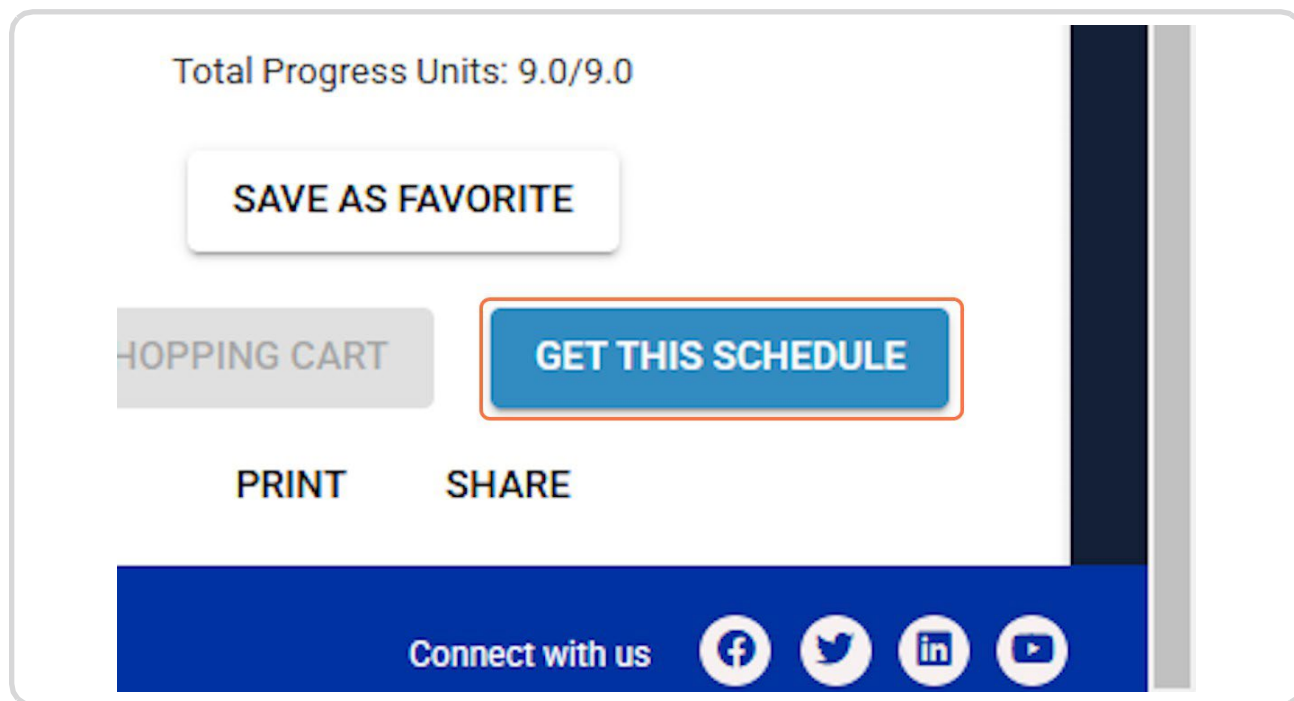 Total Progress Units: 9.0/9.0
SAVE AS FAVORITE
HOPPING CART
GET THIS SCHEDULE
PRINT
SHARE
Connect with us
in